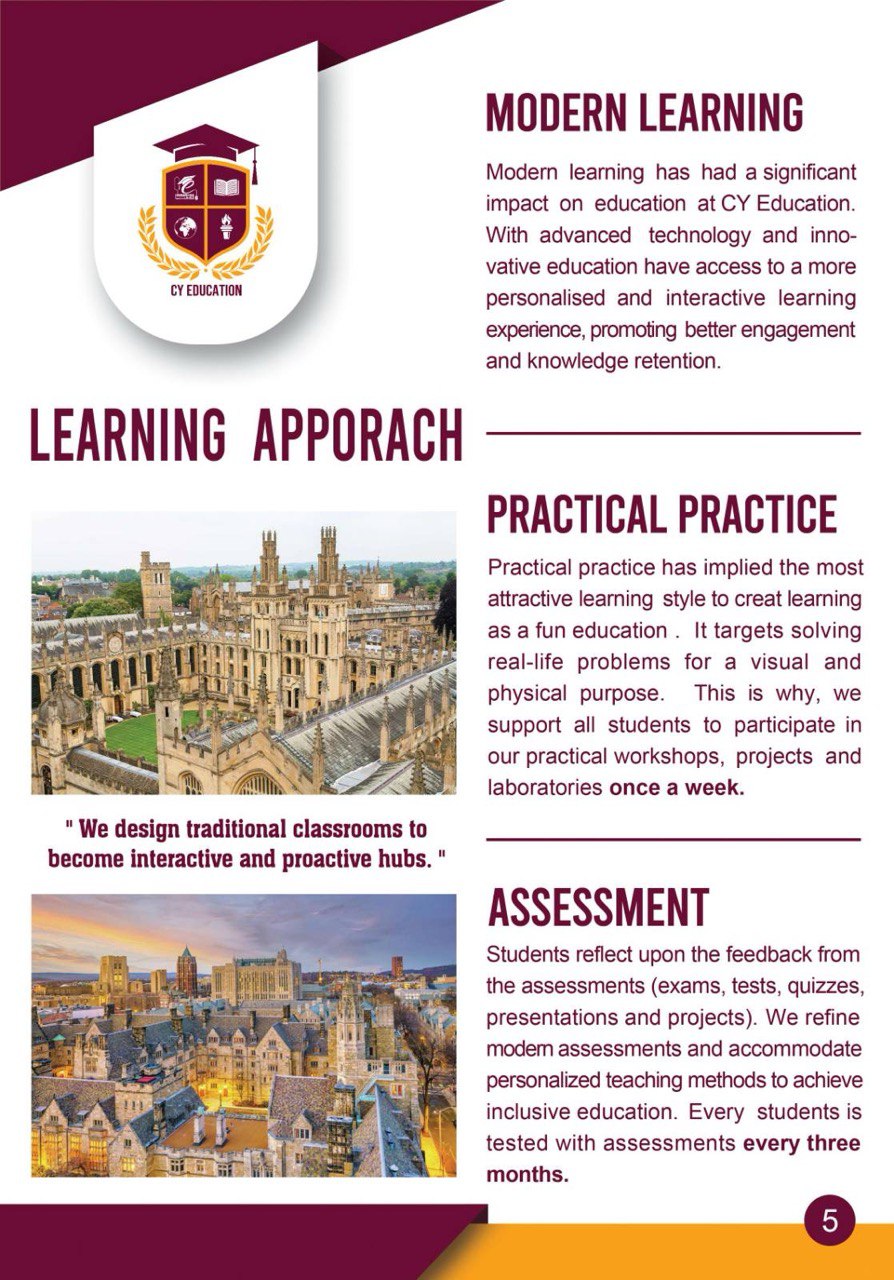 CY EDUCATION
LEARNING APPORACH
" We design traditional classrooms to
become interactive and proactive hubs. "
MODERN LEARNING
Modern learning has had a significant
impact on education at CY Education.
With advanced technology and inno-
vative education have access to a more
personalised and interactive learning
experience, promoting better engagement
and knowledge retention.
PRACTICAL PRACTICE
Practical practice has implied the most
attractive learning style to creat learning
as a fun education . It targets solving
real-life problems for a visual and
physical purpose. This is why, we
support all students to participate in
our practical workshops, projects and
laboratories once a week.
ASSESSMENT
Students reflect upon the feedback from
the assessments (exams, tests, quizzes,
presentations and projects). We refine
modern assessments and accommodate
personalized teaching methods to achieve
inclusive education. Every students is
tested with assessments every three
months.
5